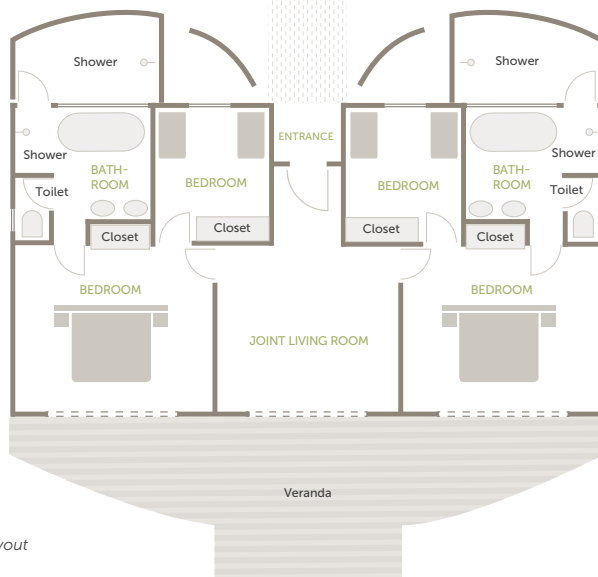 Shower
Shower
ENTRANCE
Shower
BATH-
ROOM
BEDROOM
Toilet
Closet
Closet
BEDROOM
BEDROOM
BATH-
ROOM
Shower
Toilet
Closet
Closet
BEDROOM
JOINT LIVING ROOM
Veranda